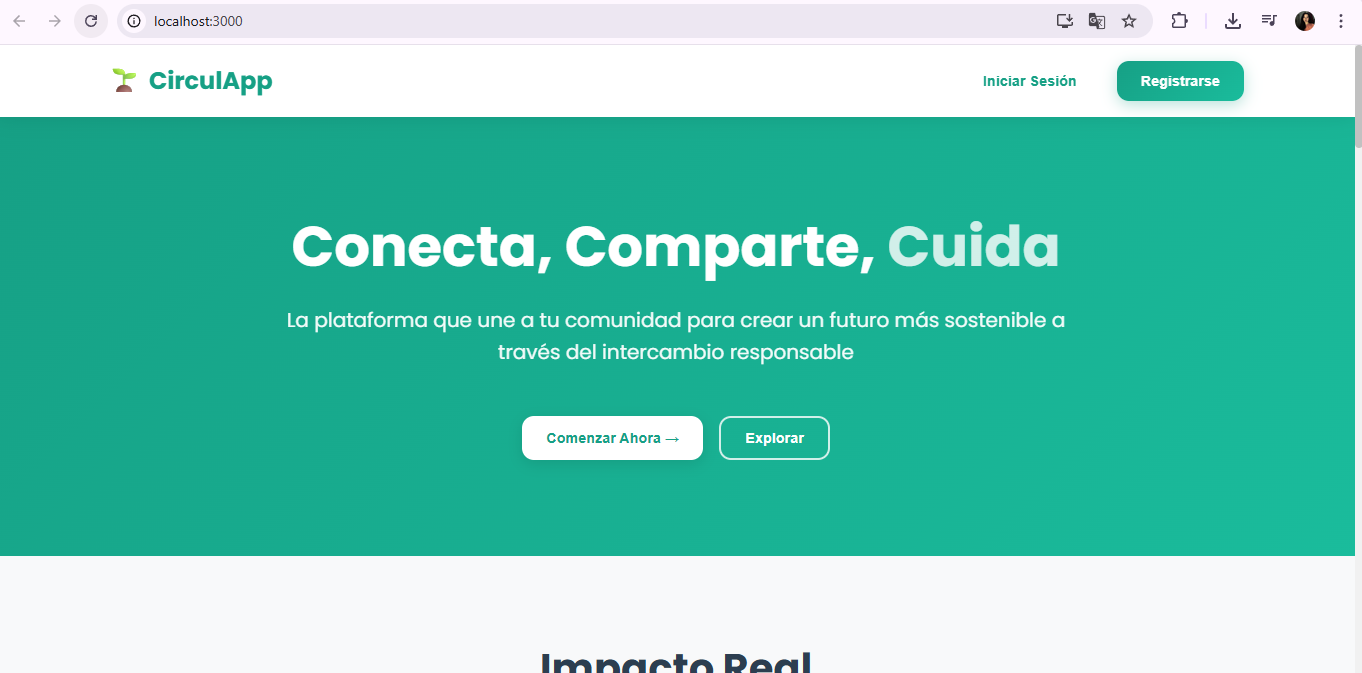 localhost:3000
CirculApp
Iniciar Sesión
Registrarse
Conecta, Comparte, Cuida
La plataforma que une a tu comunidad para crear un futuro más sostenible a
través del intercambio responsable
Comenzar Ahora →
Explorar
Impacto Real